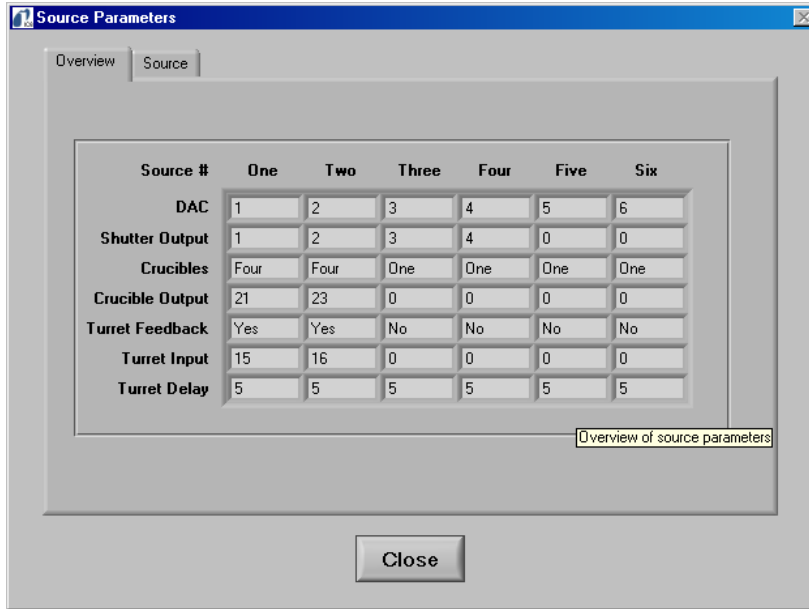 Source Parameters
Overview Source
Source # One Two Three Four Five Six
DAC 1 2 3 4 5 6
Shutter Output 1 2 3 4 0 0
Crucibles Four Four One One One One
Crucible Output 21 23 0 0 0 0
Turret Feedback Yes Yes No No No No
Turret Input 15 16 0 0 0 0
Turret Delay 5 5 5 5 5 5
Overview of source parameters
Close